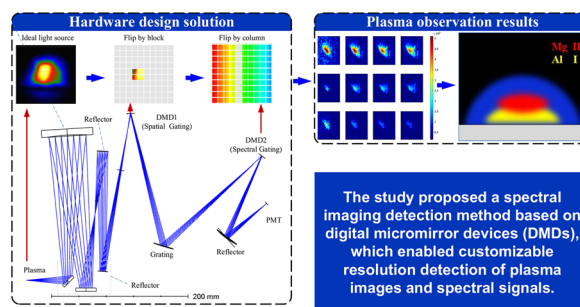 Hardware design solution
Ideal light source
Flip by block
Flip by column
Reflector
DMD1
(Spatial Gating)
DMD2
(Spectral Gating)
PMT
Grating
Reflector
Plasma
Reflector
200 mm
Plasma observation results
Mg II
Al I
The study proposed a spectral
imaging detection method based on
digital micromirror devices (DMDs),
which enabled customizable
resolution detection of plasma
images and spectral signals.